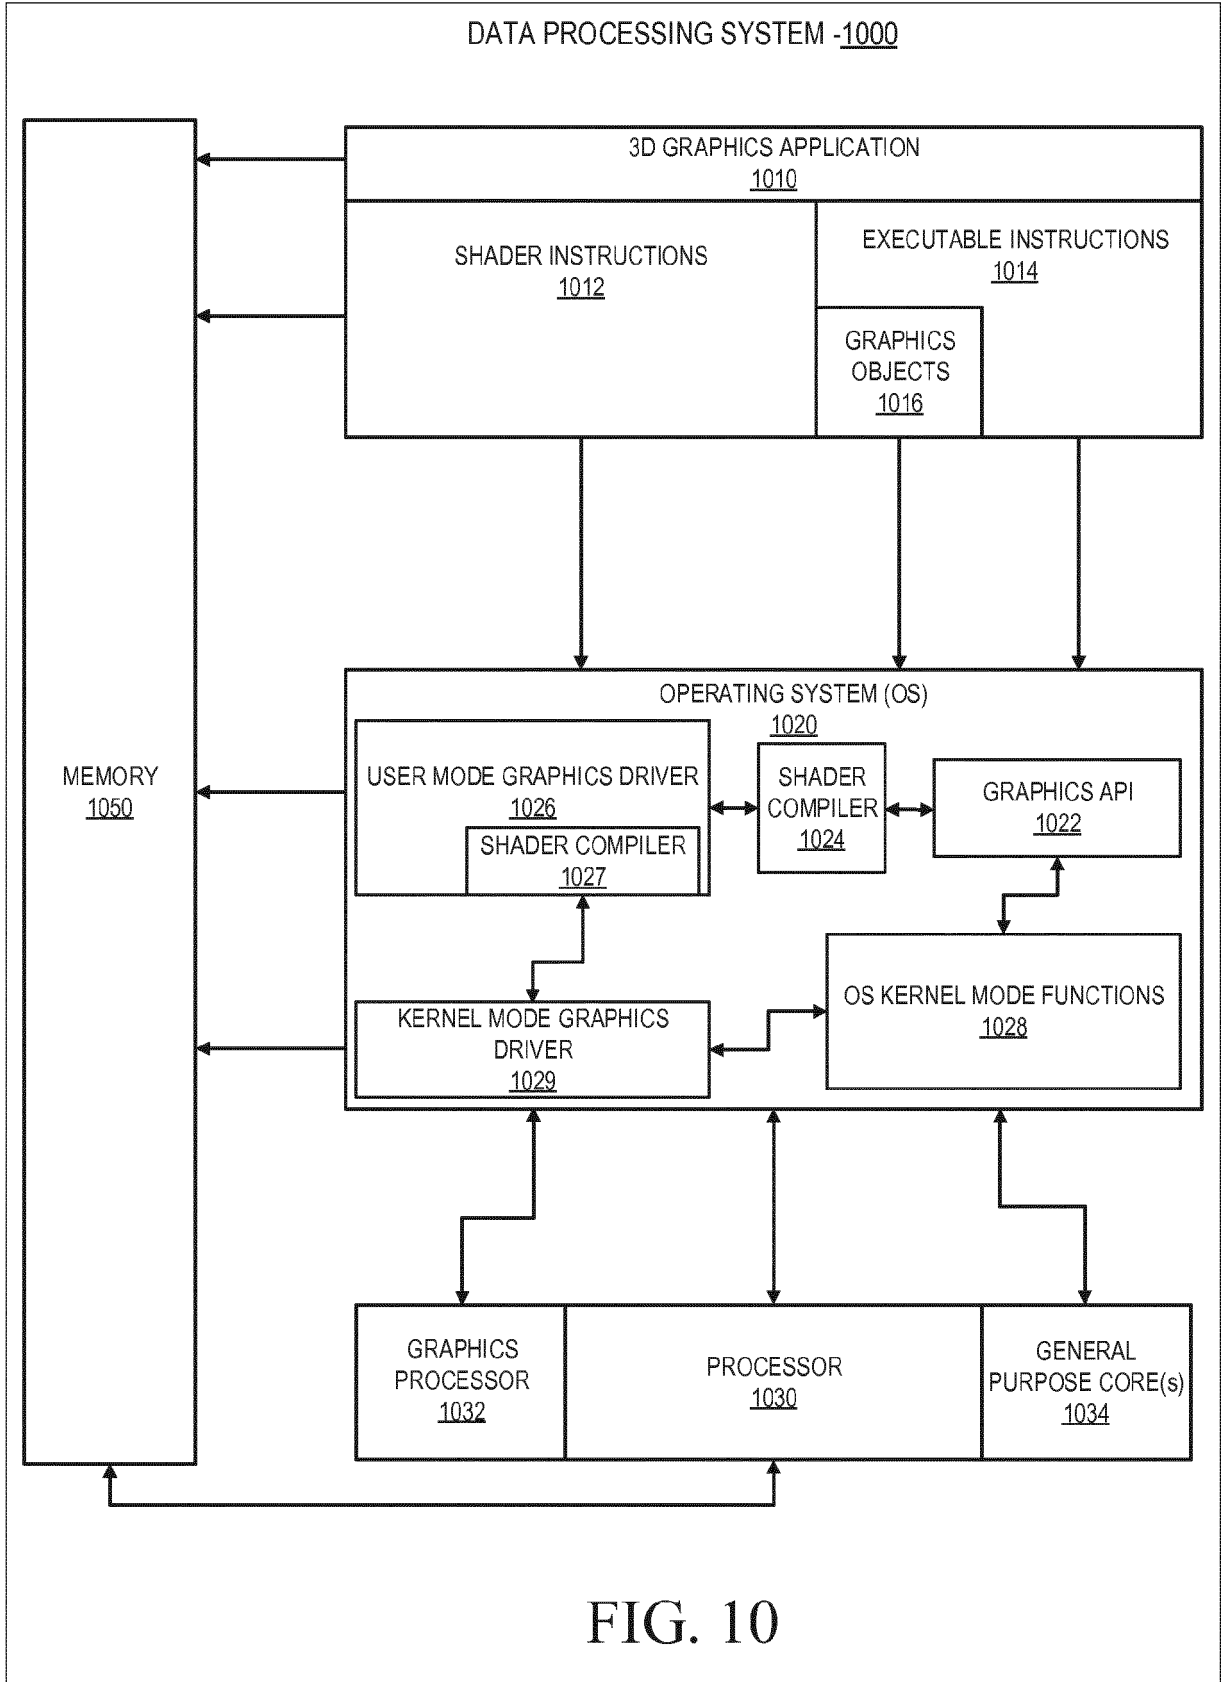 DATA PROCESSING SYSTEM -1000
3D GRAPHICS APPLICATION
1010
SHADER INSTRUCTIONS
1012
EXECUTABLE INSTRUCTIONS
1014
GRAPHICS
OBJECTS
1016
MEMORY
1050
OPERATING SYSTEM (OS)
1020
USER MODE GRAPHICS DRIVER
1026
SHADER COMPILER
1027
SHADER
COMPILER
1024
GRAPHICS API
1022
KERNEL MODE GRAPHICS
DRIVER
1029
OS KERNEL MODE FUNCTIONS
1028
GRAPHICS
PROCESSOR
1032
PROCESSOR
1030
GENERAL
PURPOSE CORE(s)
1034
FIG. 10